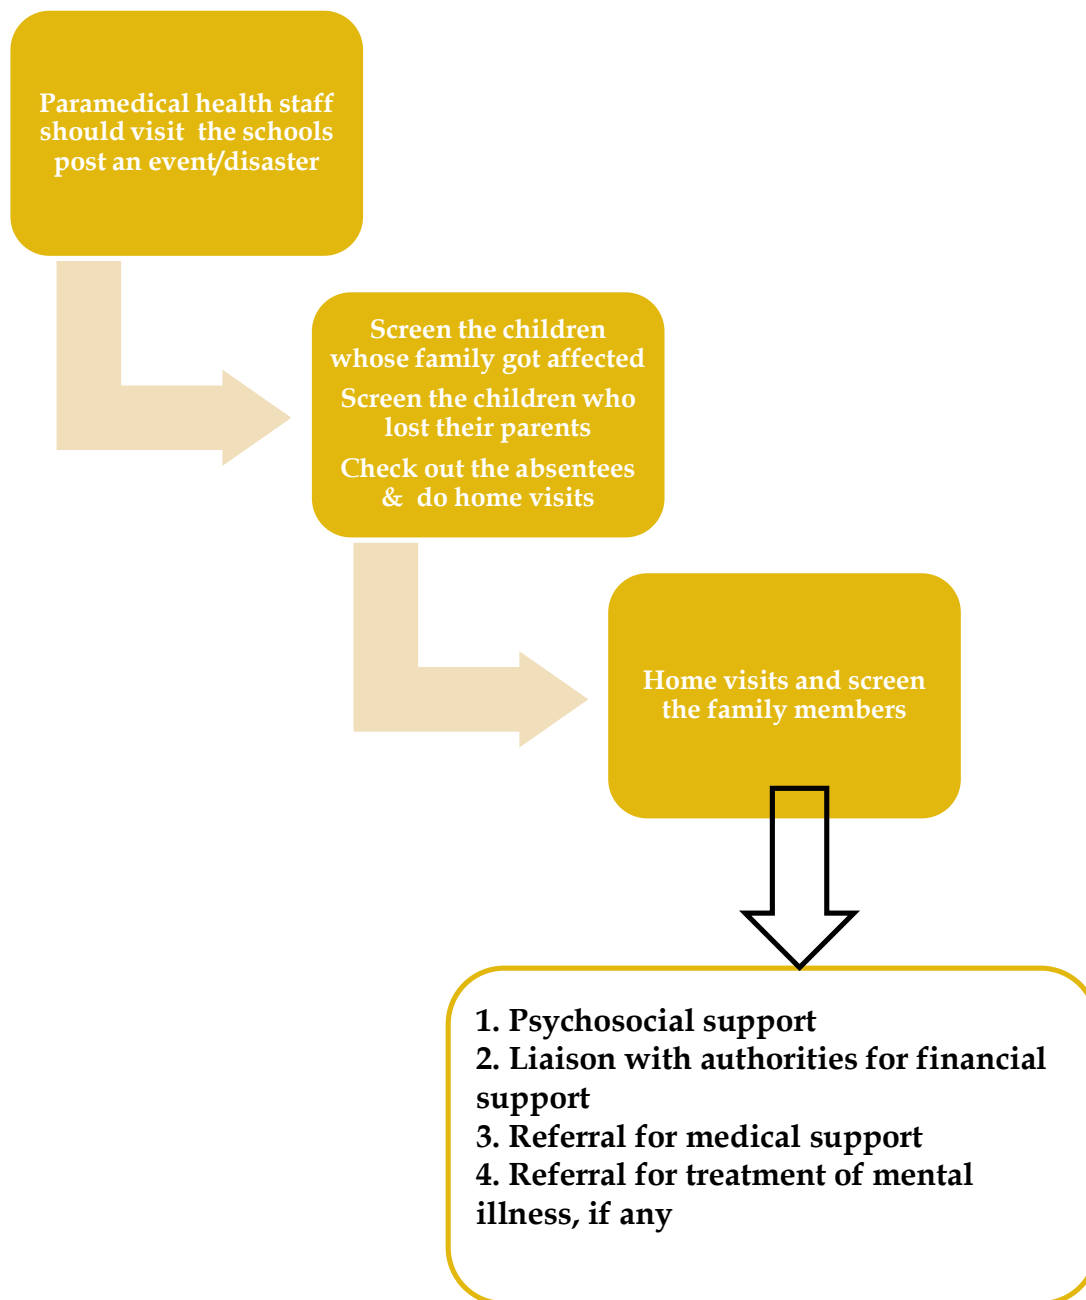 Paramedical health staff
should visit the schools
post an event/disaster
Screen the children
whose family got affected
Screen the children who
lost their parents
Check out the absentees
& do home visits
Home visits and screen
the family members
1. Psychosocial support
2. Liaison with authorities for financial
support
3. Referral for medical support
4. Referral for treatment of mental
illness, if any